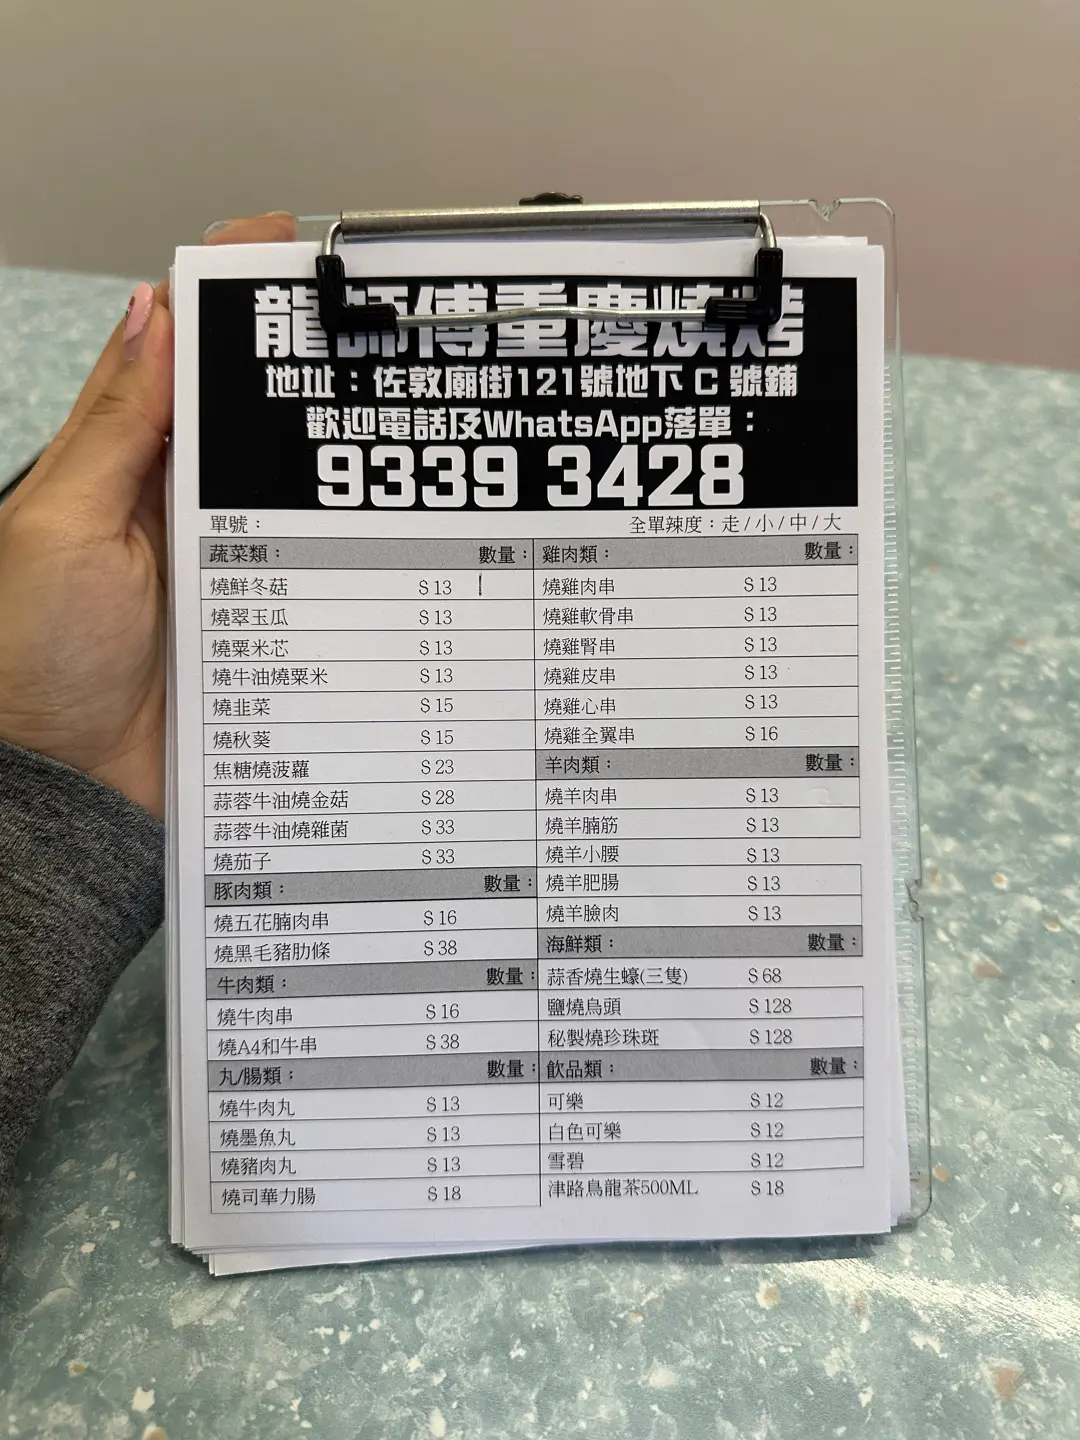 龍師傅重慶燒烤
地址：佐敦廟街121號地下 C 號鋪
歡迎電話及WhatsApp落單：
9339 3428
單號：
全單辣度：走/小/中/大
蔬菜類： 數量：
燒鮮冬菇 $13
燒翠玉瓜 $13
燒粟米芯 $13
燒牛油燒粟米 $13
燒韭菜 $15
燒秋葵 $15
焦糖燒菠蘿 $23
蒜蓉牛油燒金菇 $28
蒜蓉牛油燒雜菌 $33
燒茄子 $33
豚肉類： 數量：
燒五花腩肉串 $16
燒黑毛豬肋條 $38
牛肉類： 數量：
燒牛肉串 $16
燒A4和牛串 $38
丸/腸類： 數量：
燒牛肉丸 $13
燒墨魚丸 $13
燒豬肉丸 $13
燒司華力腸 $18
雞肉類： 數量：
燒雞肉串 $13
燒雞軟骨串 $13
燒雞腎串 $13
燒雞皮串 $13
燒雞心串 $13
燒雞全翼串 $16
羊肉類： 數量：
燒羊肉串 $13
燒羊腩筋 $13
燒羊小腰 $13
燒羊肥腸 $13
燒羊臉肉 $13
海鮮類： 數量：
蒜香燒生蠔(三隻) $68
鹽燒烏頭 $128
秘製燒珍珠斑 $128
飲品類： 數量：
可樂 $12
白色可樂 $12
雪碧 $12
津路烏龍茶500ML $18